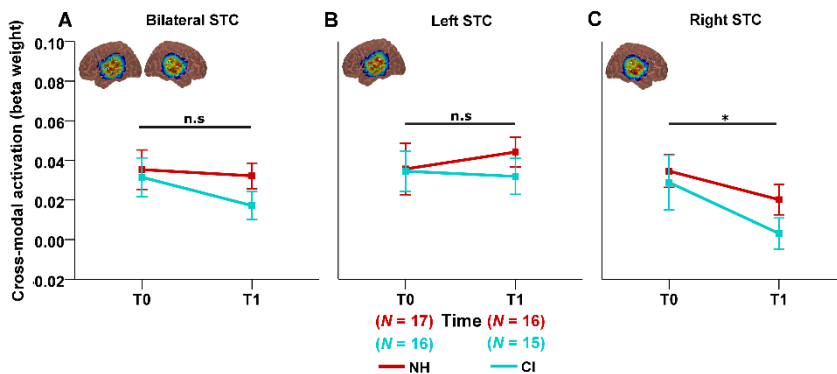 A Bilateral STC
B Left STC
C Right STC
Cross-modal activation (beta weight)
0.10
0.08
0.06
0.04
0.02
0.00
-.02
n.s
n.s
*
T0 T1
T0 T1
T0 T1
Time
(N = 17) (N = 16)
(N = 16) (N = 15)
NH CI